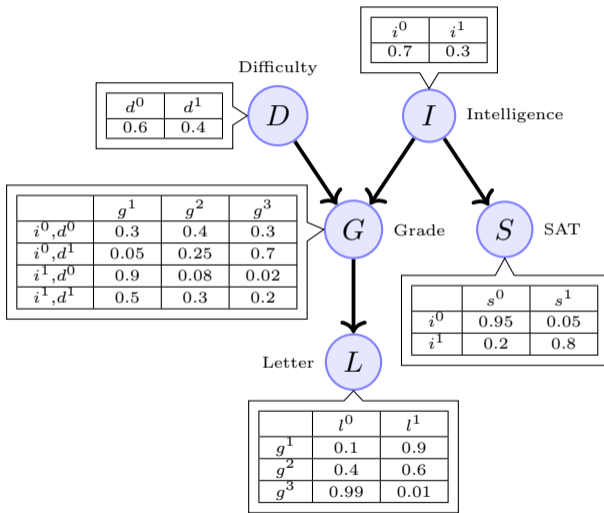 i⁰ i¹
0.7 0.3
Difficulty
d⁰ d¹
0.6 0.4
D
I
Intelligence
g¹ g² g³
i⁰,d⁰ 0.3 0.4 0.3
i⁰,d¹ 0.05 0.25 0.7
i¹,d⁰ 0.9 0.08 0.02
i¹,d¹ 0.5 0.3 0.2
G
Grade
S
SAT
s⁰ s¹
i⁰ 0.95 0.05
i¹ 0.2 0.8
Letter
L
l⁰ l¹
g¹ 0.1 0.9
g² 0.4 0.6
g³ 0.99 0.01